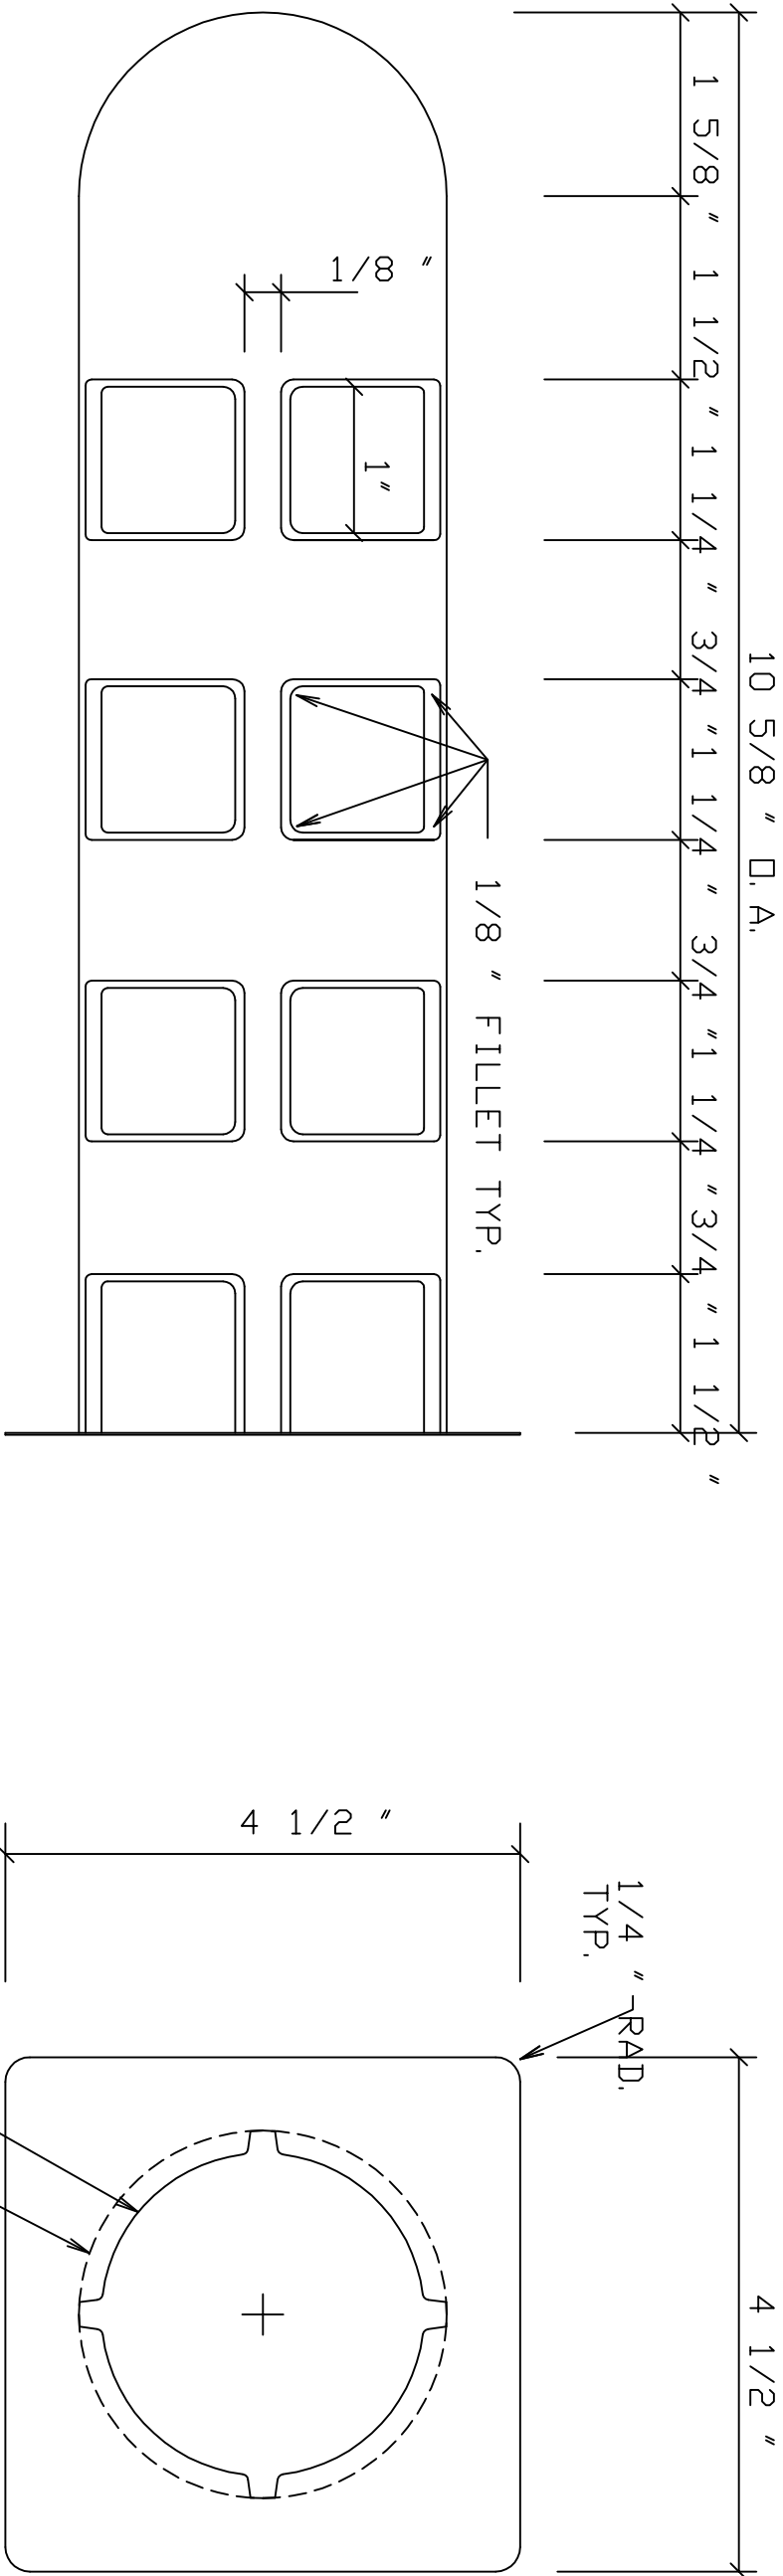 10 5/8 " O.A.
1 5/8 "
1 1/2 "
1 1/4 "
3/4 "
1 1/4 "
3/4 "
1 1/4 "
3/4 "
1 1/2 "
1/8 "
1"
1/8 " FILLET TYP.
4 1/2 "
1/4 " RAD.
TYP.
4 1/2 "